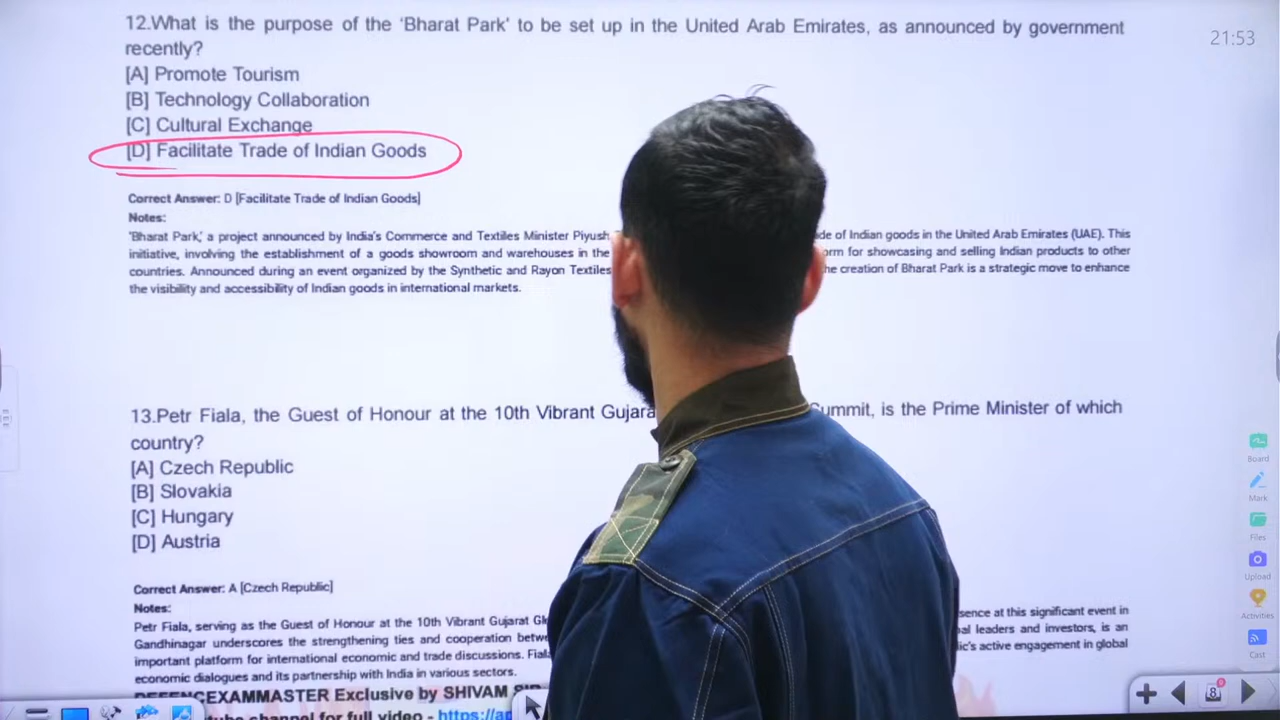 12.What is the purpose of the ‘Bharat Park’ to be set up in the United Arab Emirates, as announced by government
21:53
recently?
[A] Promote Tourism
[B] Technology Collaboration
[C] Cultural Exchange
[D] Facilitate Trade of Indian Goods
Correct Answer: D [Facilitate Trade of Indian Goods]
Notes:
'Bharat Park,' a project announced by India's Commerce and Textiles Minister Piyush of Indian goods in the United Arab Emirates (UAE). This
initiative, involving the establishment of a goods showroom and warehouses in the for showcasing and selling Indian products to other
countries. Announced during an event organized by the Synthetic and Rayon Textiles creation of Bharat Park is a strategic move to enhance
the visibility and accessibility of Indian goods in international markets.
13.Petr Fiala, the Guest of Honour at the 10th Vibrant Summit, is the Prime Minister of which
country?
[A] Czech Republic
[B] Slovakia
[C] Hungary
[D] Austria
Correct Answer: A [Czech Republic]
Notes:
Petr Fiala, serving as the Guest of Honour at the 10th Vibrant Gujarat at this significant event in
Gandhinagar underscores the strengthening ties and cooperation leaders and investors, is an
important platform for international economic and trade discussions. active engagement in global
economic dialogues and its partnership with India in various sectors.
DEFENCEXAMMASTER Exclusive by SHIVAM
channel for full video -
Board
Mark
Files
Upload
Activities
Cast
8